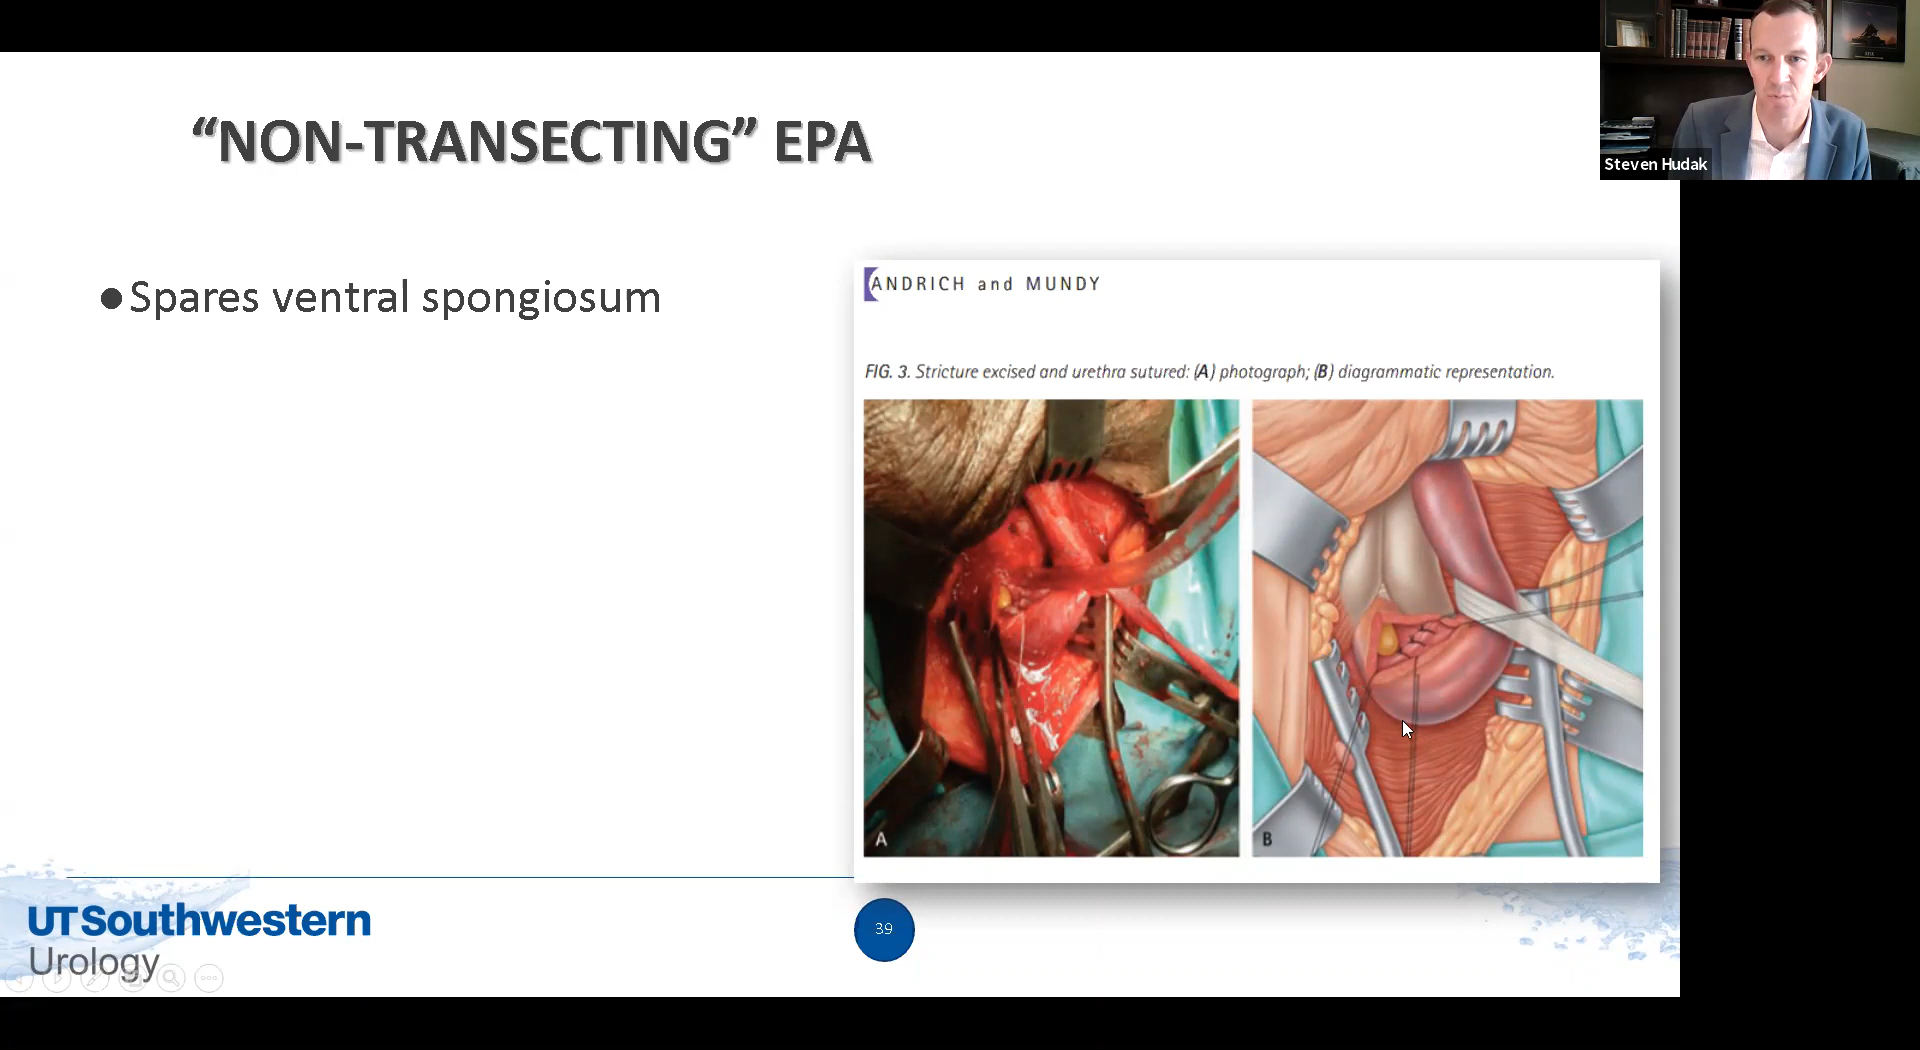 “NON-TRANSECTING” EPA
Steven Hudak
●Spares ventral spongiosum
ANDRICH and MUNDY
FIG. 3. Stricture excised and urethra sutured: (A) photograph; (B) diagrammatic representation.
A
B
UTSouthwestern
Urology
39